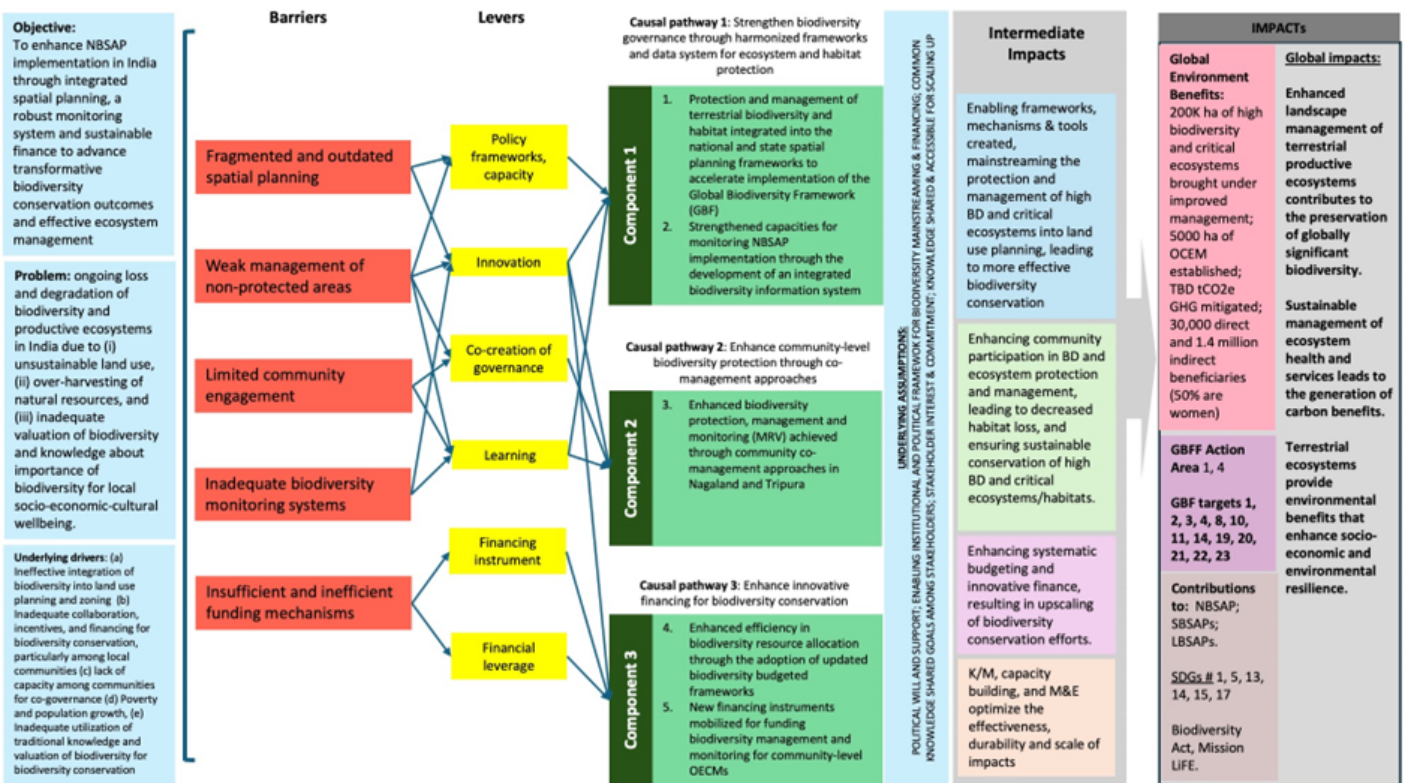 Objective:
To enhance NBSAP
implementation in India
through integrated
spatial planning, a
robust monitoring
system and sustainable
finance to advance
transformative
biodiversity
conservation outcomes
and effective ecosystem
management
Problem: ongoing loss
and degradation of
biodiversity and
productive ecosystems
in India due to (i)
unsustainable land use,
(ii) over-harvesting of
natural resources, and
(iii) inadequate
valuation of biodiversity
and knowledge about
importance of
biodiversity for local
socio-economic-cultural
wellbeing.
Underlying drivers: (a)
Ineffective integration of
biodiversity into land use
planning and zoning (b)
Inadequate collaboration,
incentives, and financing for
biodiversity conservation,
particularly among local
communities (c) lack of
capacity among communities
for co-governance (d) Poverty
and population growth, (e)
Inadequate utilization of
traditional knowledge and
valuation of biodiversity for
biodiversity conservation
Barriers
Fragmented and outdated
spatial planning
Weak management of
non-protected areas
Limited community
engagement
Inadequate biodiversity
monitoring systems
Insufficient and inefficient
funding mechanisms
Levers
Policy
frameworks,
capacity
Innovation
Co-creation of
governance
Learning
Financing
instrument
Financial
leverage
Causal pathway 1: Strengthen biodiversity
governance through harmonized frameworks
and data system for ecosystem and habitat
protection
Component 1
1. Protection and management of
terrestrial biodiversity and
habitat integrated into the
national and state spatial
planning frameworks to
accelerate implementation of the
Global Biodiversity Framework
(GBF)
2. Strengthened capacities for
monitoring NBSAP
implementation through the
development of an integrated
biodiversity information system
Causal pathway 2: Enhance community-level
biodiversity protection through co-
management approaches
Component 2
3. Enhanced biodiversity
protection, management and
monitoring (MRV) achieved
through community co-
management approaches in
Nagaland and Tripura
Causal pathway 3: Enhance innovative
financing for biodiversity conservation
Component 3
4. Enhanced efficiency in
biodiversity resource allocation
through the adoption of updated
biodiversity budgeted
frameworks
5. New financing instruments
mobilized for funding
biodiversity management and
monitoring for community-level
OECMs
UNDERLYING ASSUMPTIONS:
POLITICAL WILL AND SUPPORT; ENABLING INSTITUTIONAL AND POLITICAL FRAMEWOK FOR BIODIVERSITY MAINSTREAMING & FINANCING; COMMON
KNOWLEDGE SHARED GOALS AMONG STAKEHOLDERS; STAKEHOLDER INTEREST & COMMITMENT; KNOWLEDGE SHARED & ACCESSIBLE FOR SCALING UP
Intermediate
Impacts
Enabling frameworks,
mechanisms & tools
created,
mainstreaming the
protection and
management of high
BD and critical
ecosystems into land
use planning, leading
to more effective
biodiversity
conservation
Enhancing community
participation in BD and
ecosystem protection
and management,
leading to decreased
habitat loss, and
ensuring sustainable
conservation of high
BD and critical
ecosystems/habitats.
Enhancing systematic
budgeting and
innovative finance,
resulting in upscaling
of biodiversity
conservation efforts.
K/M, capacity
building, and M&E
optimize the
effectiveness,
durability and scale of
impacts
IMPACTs
Global
Environment
Benefits:
200K ha of high
biodiversity
and critical
ecosystems
brought under
improved
management;
5000 ha of
OCEM
established;
TBD tCO2e
GHG mitigated;
30,000 direct
and 1.4 million
indirect
beneficiaries
(50% are
women)
GBFF Action
Area 1, 4
GBF targets 1,
2, 3, 4, 8, 10,
11, 14, 19, 20,
21, 22, 23
Contributions
to: NBSAP;
SBSAPs;
LBSAPs.
SDGs # 1, 5, 13,
14, 15, 17
Biodiversity
Act, Mission
LiFE.
Global impacts:
Enhanced
landscape
management of
terrestrial
productive
ecosystems
contributes to
the preservation
of globally
significant
biodiversity.
Sustainable
management of
ecosystem
health and
services leads to
the generation of
carbon benefits.
Terrestrial
ecosystems
provide
environmental
benefits that
enhance socio-
economic and
environmental
resilience.